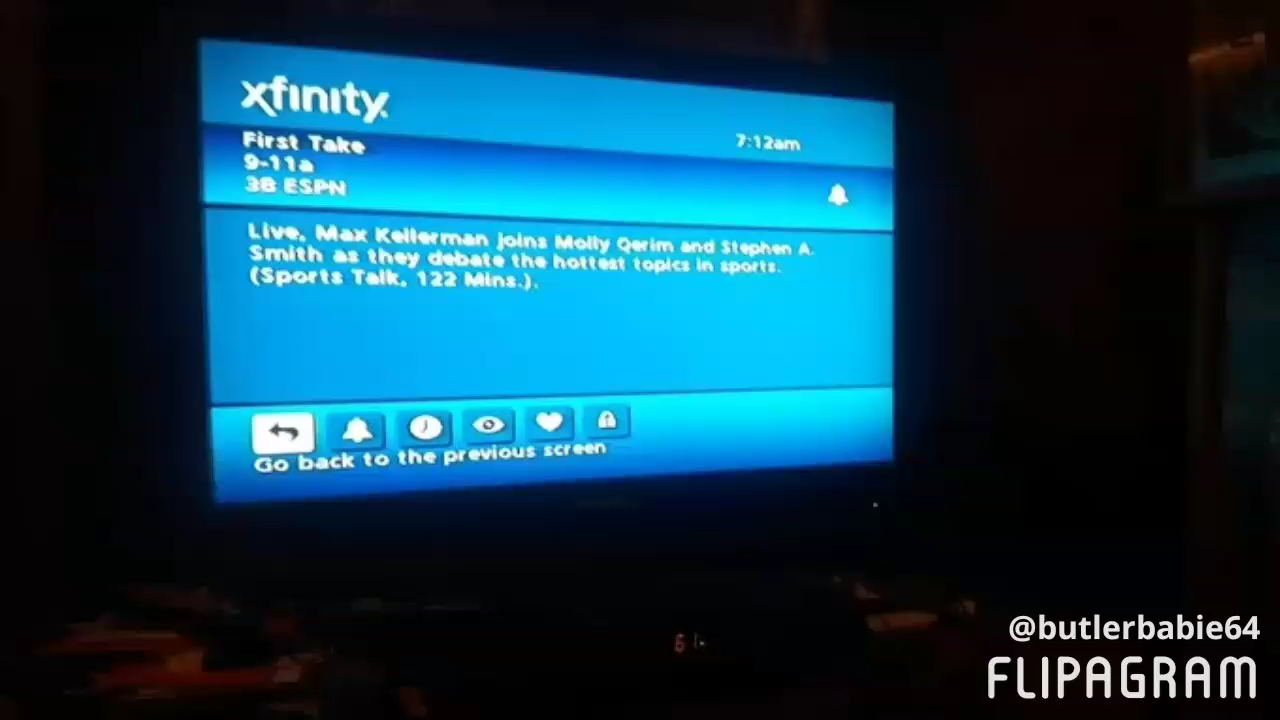 xfinity
First Take
7:12am
9-11a
38 ESPN
Live, Max Kellerman joins Molly Qerim and Stephen A.
Smith as they debate the hottest topics in sports.
(Sports Talk, 122 Mins.).
Go back to the previous screen
@butlerbabie64
FLIPAGRAM